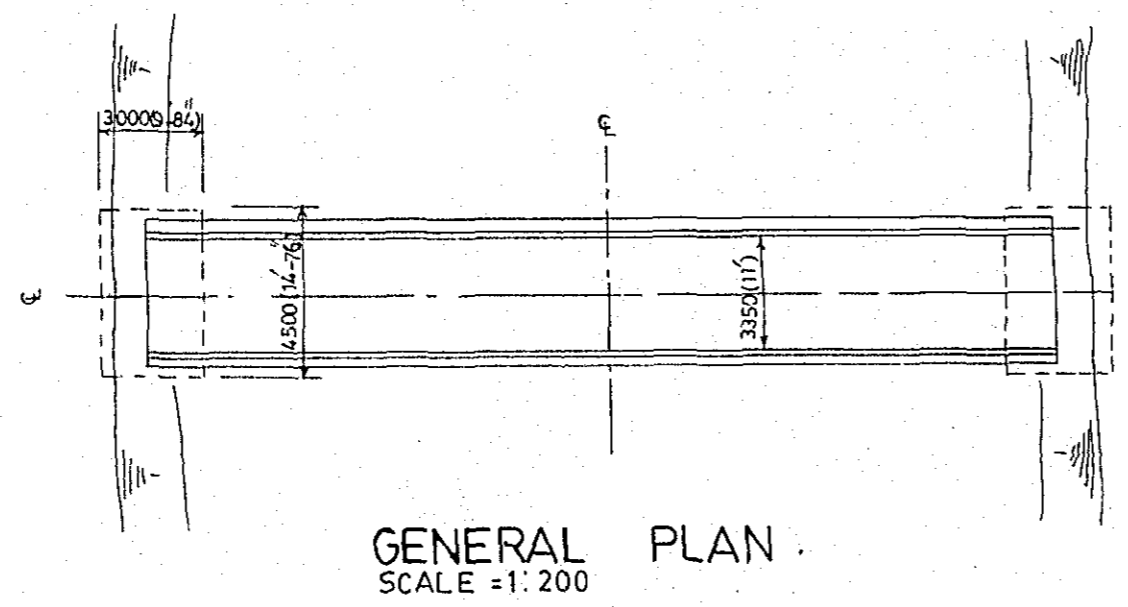 3000(9'-84")
℄
4500(14'-76")
3350(11')
℄
GENERAL PLAN.
SCALE =1:200